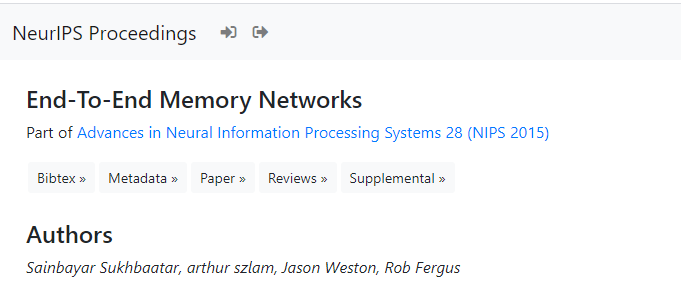 NeurIPS Proceedings
End-To-End Memory Networks
Part of Advances in Neural Information Processing Systems 28 (NIPS 2015)
Bibtex » Metadata » Paper » Reviews » Supplemental »
Authors
Sainbayar Sukhbaatar, arthur szlam, Jason Weston, Rob Fergus